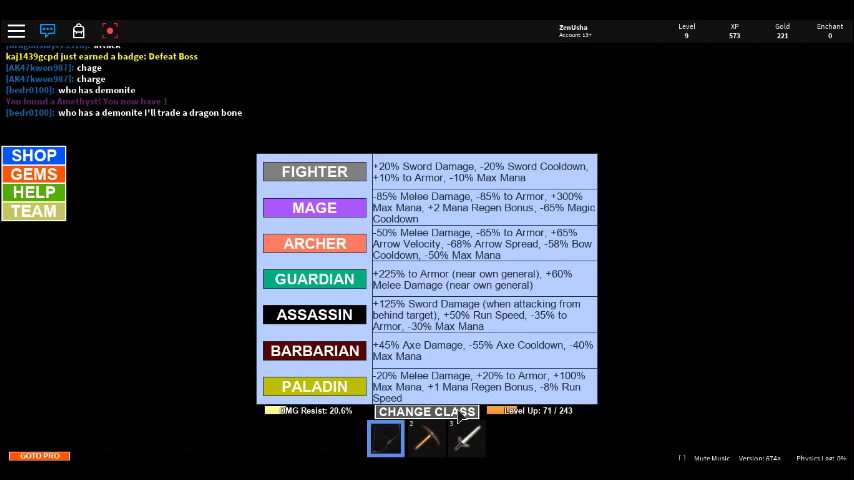 ZenUsha
Account 13+
Level
9
XP
573
Gold
221
Enchant
0
attack
kaj1439gcpd just earned a badge: Defeat Boss
[AK47kwon987]: chage
[AK47kwon987]: charge
[bedr0100]: who has demonite
You found a Amethyst! You now have 1
[bedr0100]: who has a demonite I'll trade a dragon bone
SHOP
GEMS
HELP
TEAM
FIGHTER
+20% Sword Damage, -20% Sword Cooldown,
+10% to Armor, -10% Max Mana
MAGE
-85% Melee Damage, -85% to Armor, +300%
Max Mana, +2 Mana Regen Bonus, -65% Magic
Cooldown
ARCHER
-50% Melee Damage, -65% to Armor, +65%
Arrow Velocity, -68% Arrow Spread, -58% Bow
Cooldown, -50% Max Mana
GUARDIAN
+225% to Armor (near own general), +60%
Melee Damage (near own general)
ASSASSIN
+125% Sword Damage (when attacking from
behind target), +50% Run Speed, -35% to
Armor, -30% Max Mana
BARBARIAN
+45% Axe Damage, -55% Axe Cooldown, -40%
Max Mana
PALADIN
-20% Melee Damage, +20% to Armor, +100%
Max Mana, +1 Mana Regen Bonus, -8% Run
Speed
DMG Resist: 20.6%
CHANGE CLASS
Level Up: 71 / 243
2
3
GOTO PRO
[ ] Mute Music
Version: 674a
Physics Lag: 0%